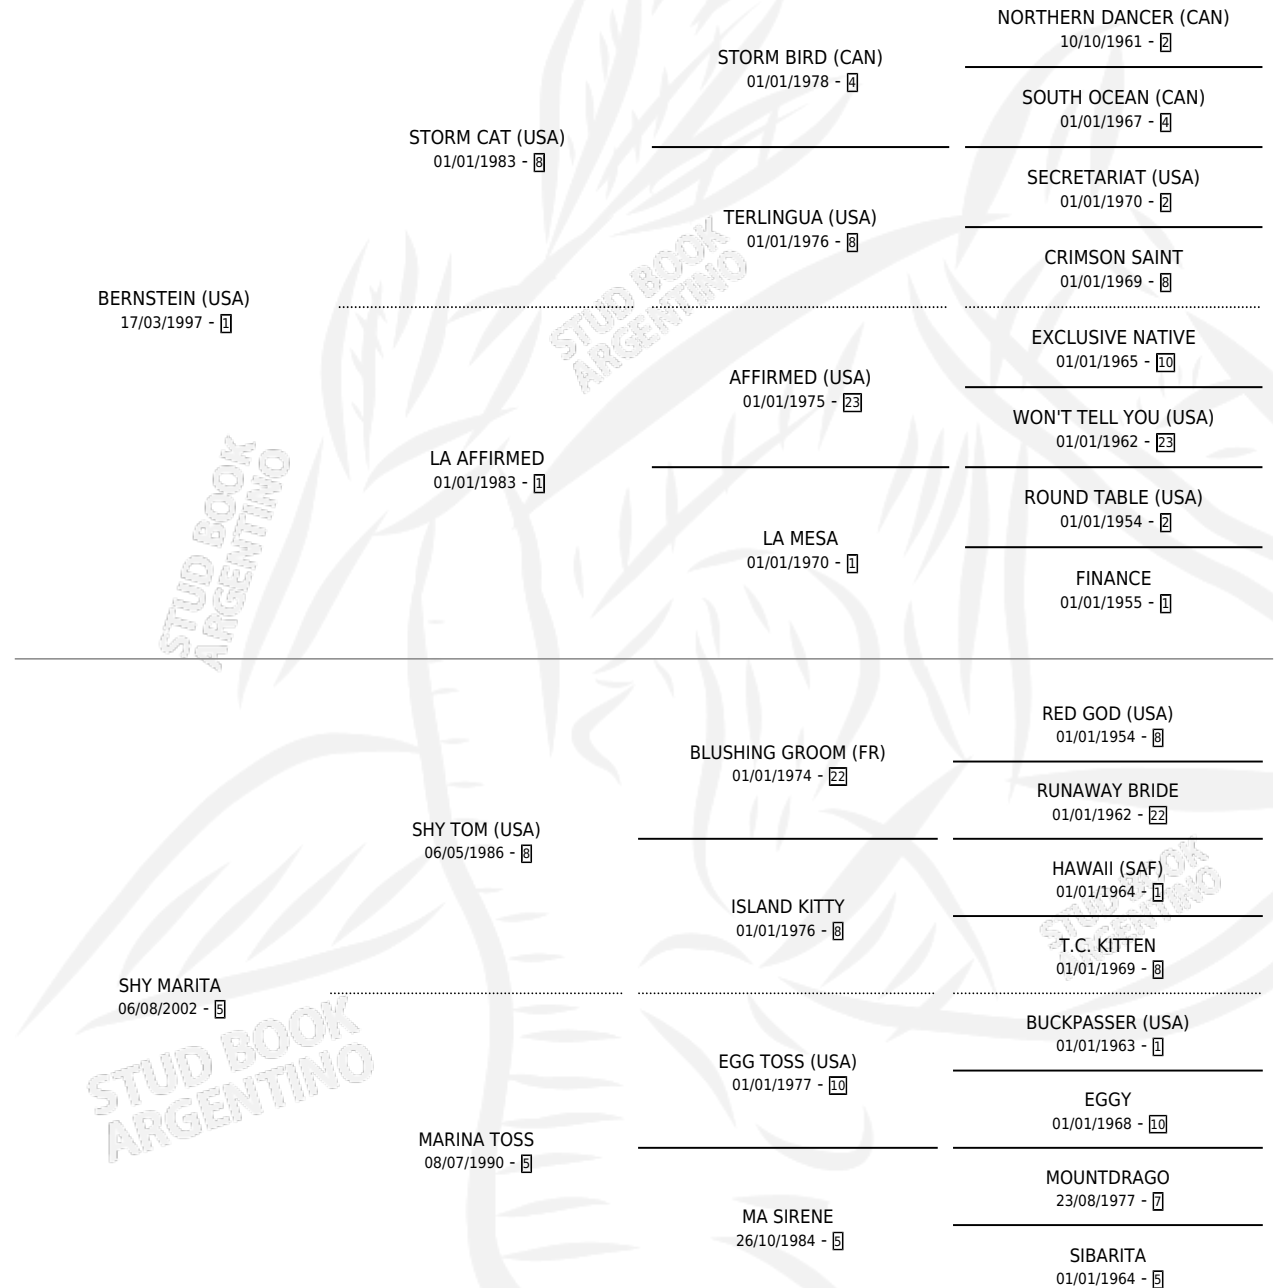 NORTHERN DANCER (CAN)
10/10/1961 - 2
STORM BIRD (CAN)
01/01/1978 - 4
SOUTH OCEAN (CAN)
01/01/1967 - 4
STORM CAT (USA)
01/01/1983 - 8
SECRETARIAT (USA)
01/01/1970 - 2
TERLINGUA (USA)
01/01/1976 - 8
CRIMSON SAINT
01/01/1969 - 8
BERNSTEIN (USA)
17/03/1997 - 1
EXCLUSIVE NATIVE
01/01/1965 - 10
AFFIRMED (USA)
01/01/1975 - 23
WON'T TELL YOU (USA)
01/01/1962 - 23
LA AFFIRMED
01/01/1983 - 1
ROUND TABLE (USA)
01/01/1954 - 2
LA MESA
01/01/1970 - 1
FINANCE
01/01/1955 - 1
RED GOD (USA)
01/01/1954 - 8
BLUSHING GROOM (FR)
01/01/1974 - 22
RUNAWAY BRIDE
01/01/1962 - 22
SHY TOM (USA)
06/05/1986 - 8
HAWAII (SAF)
01/01/1964 - 1
ISLAND KITTY
01/01/1976 - 8
T.C. KITTEN
01/01/1969 - 8
SHY MARITA
06/08/2002 - 5
BUCKPASSER (USA)
01/01/1963 - 1
EGG TOSS (USA)
01/01/1977 - 10
EGGY
01/01/1968 - 10
MARINA TOSS
08/07/1990 - 5
MOUNTDRAGO
23/08/1977 - 7
MA SIRENE
26/10/1984 - 5
SIBARITA
01/01/1964 - 5
STUD BOOK
ARGENTINO
STUD BOOK
ARGENTINO
STUD BOOK
ARGENTINO
STUD BOOK
ARGENTINO